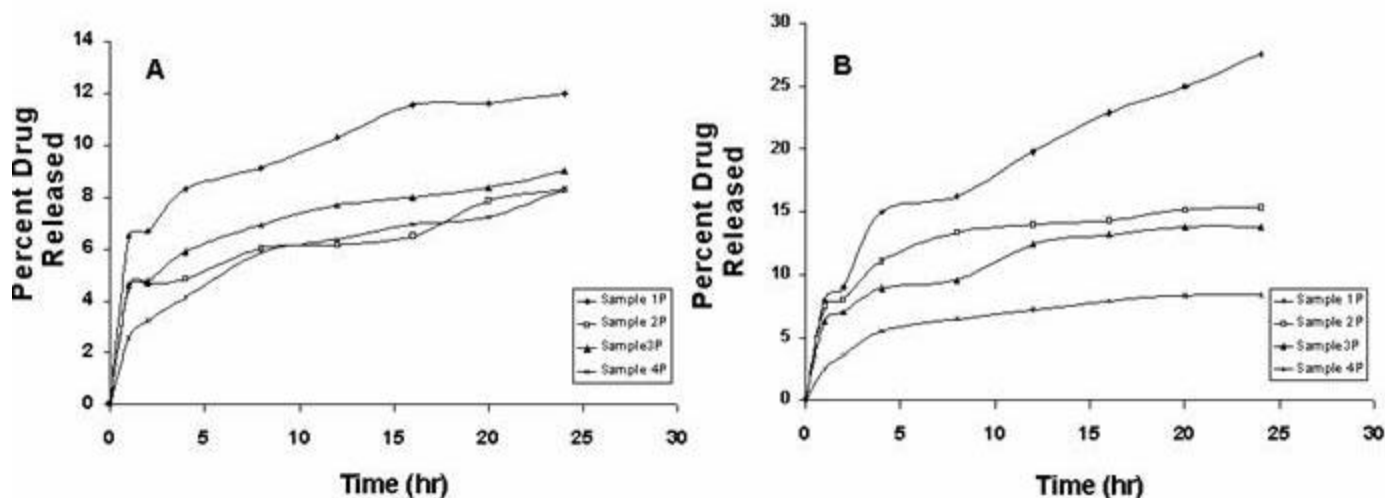 A
Percent Drug
Released
14
12
10
8
6
4
2
0
0 5 10 15 20 25 30
Time (hr)
Sample 1P
Sample 2P
Sample3P
Sample 4P
B
Percent Drug
Released
30
25
20
15
10
5
0
0 5 10 15 20 25 30
Time (hr)
Sample 1P
Sample 2P
Sample3P
Sample 4P